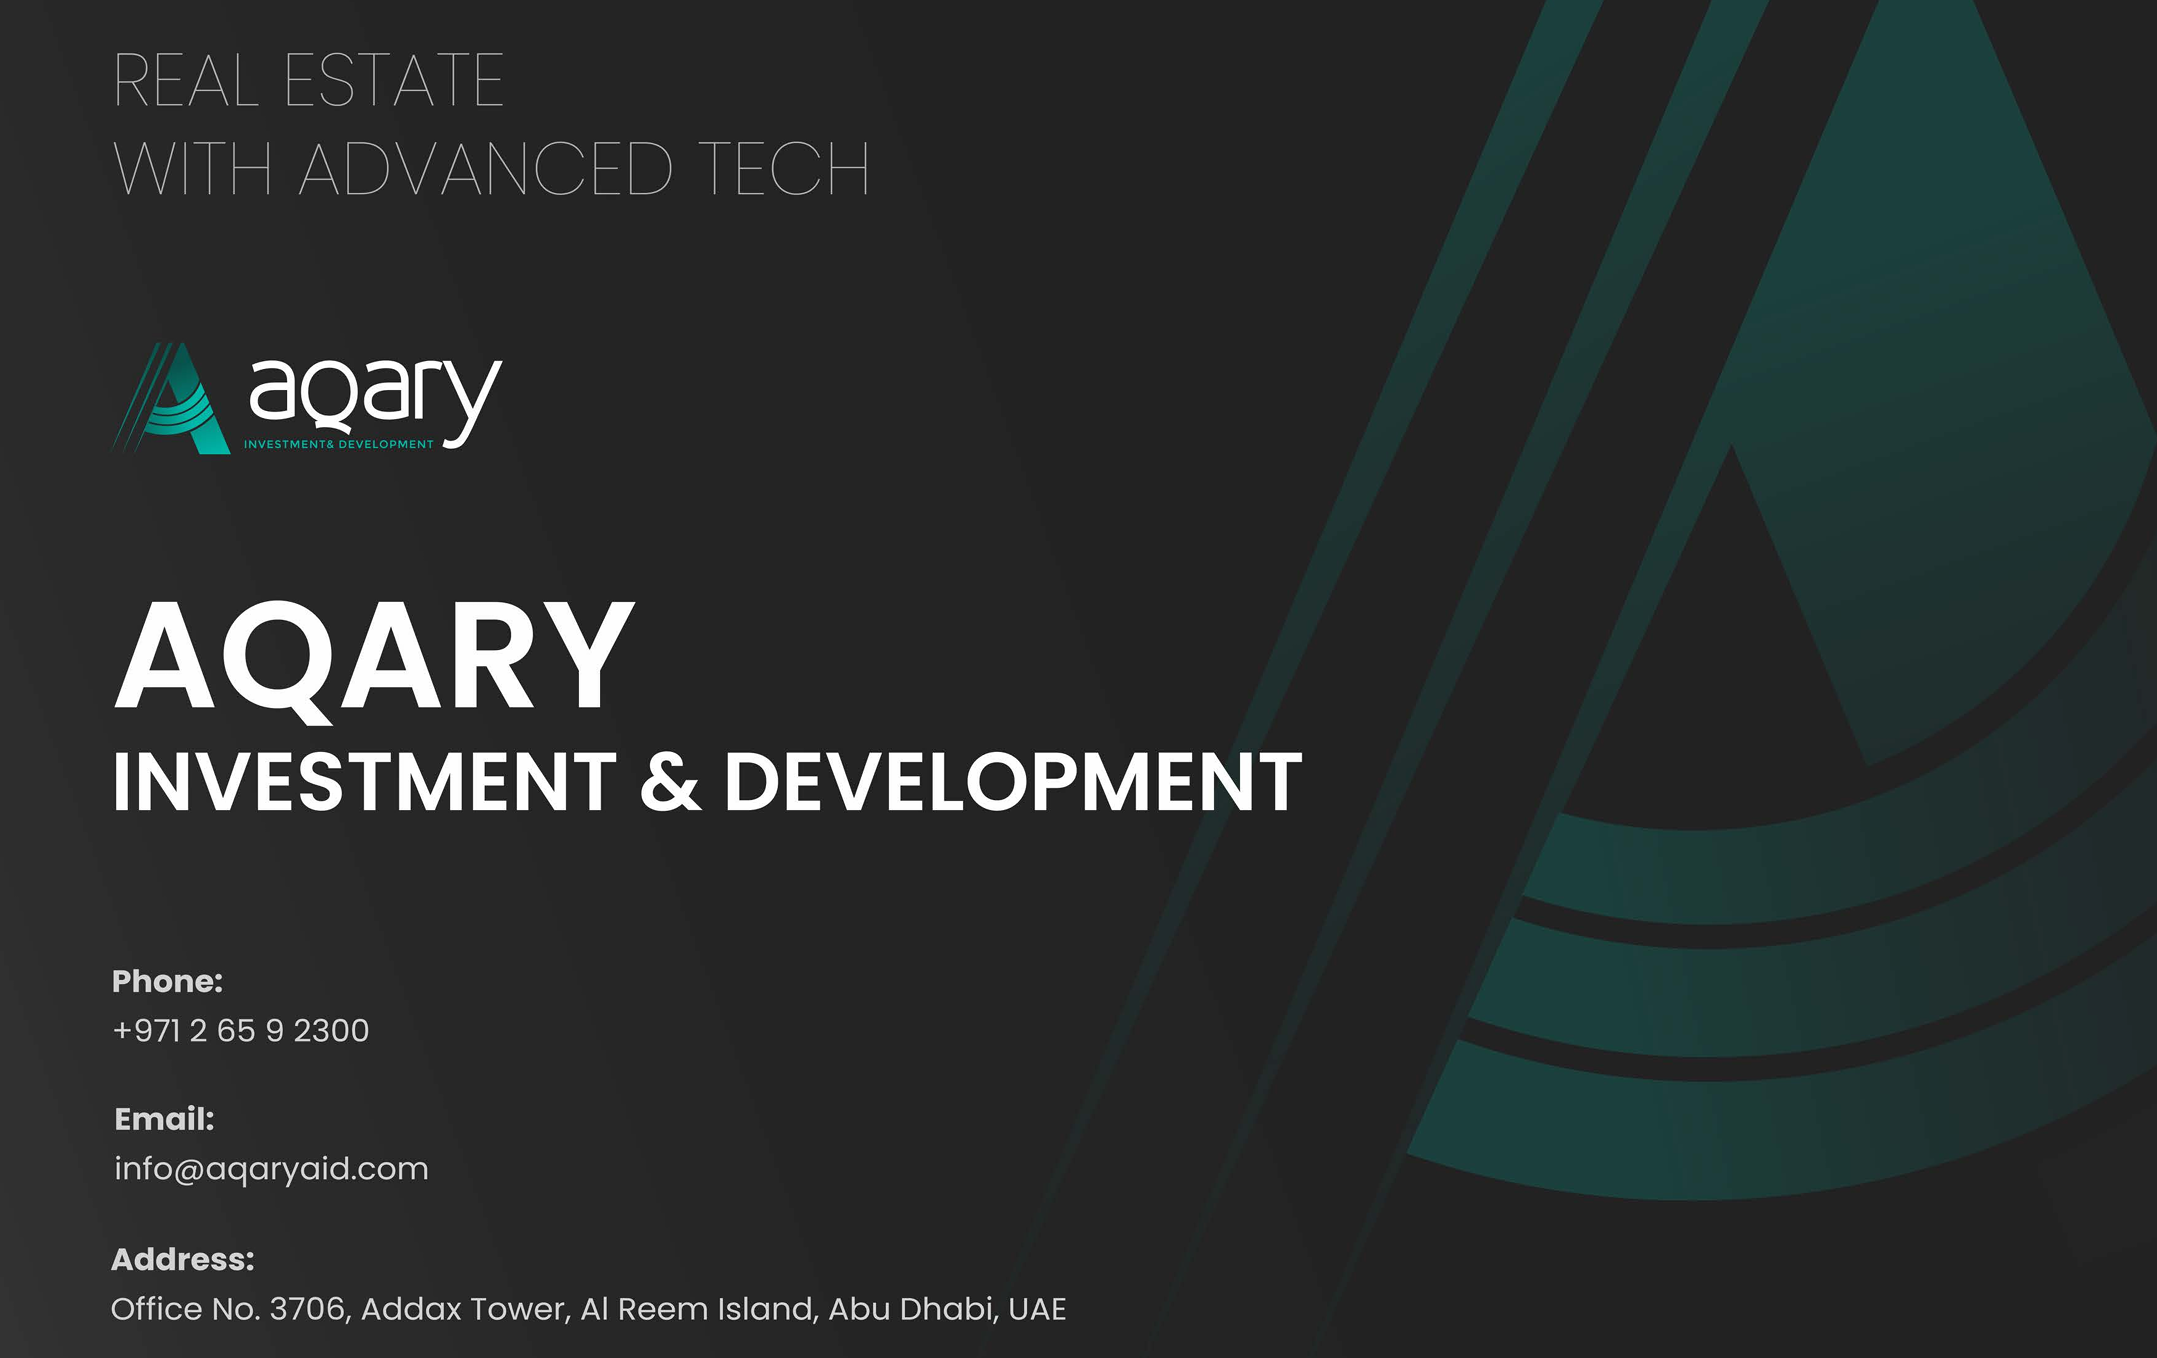 REAL ESTATE
WITH ADVANCED TECH
aqary
INVESTMENT& DEVELOPMENT
AQARY
INVESTMENT & DEVELOPMENT
Phone:
+971 2 65 9 2300
Email:
info@aqaryaid.com
Address:
Office No. 3706, Addax Tower, Al Reem Island, Abu Dhabi, UAE